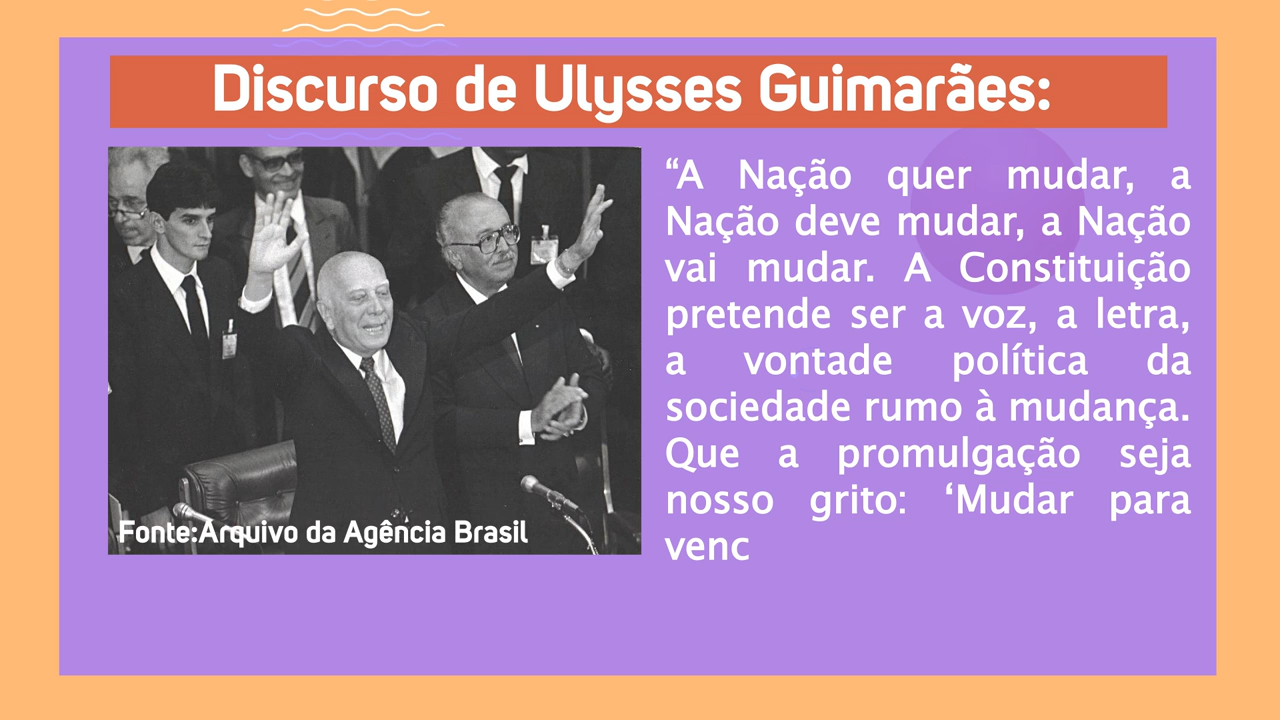 Discurso de Ulysses Guimarães:
“A Nação quer mudar, a
Nação deve mudar, a Nação
vai mudar. A Constituição
pretende ser a voz, a letra,
a vontade política da
sociedade rumo à mudança.
Que a promulgação seja
nosso grito: ‘Mudar para
venc
Fonte:Arquivo da Agência Brasil